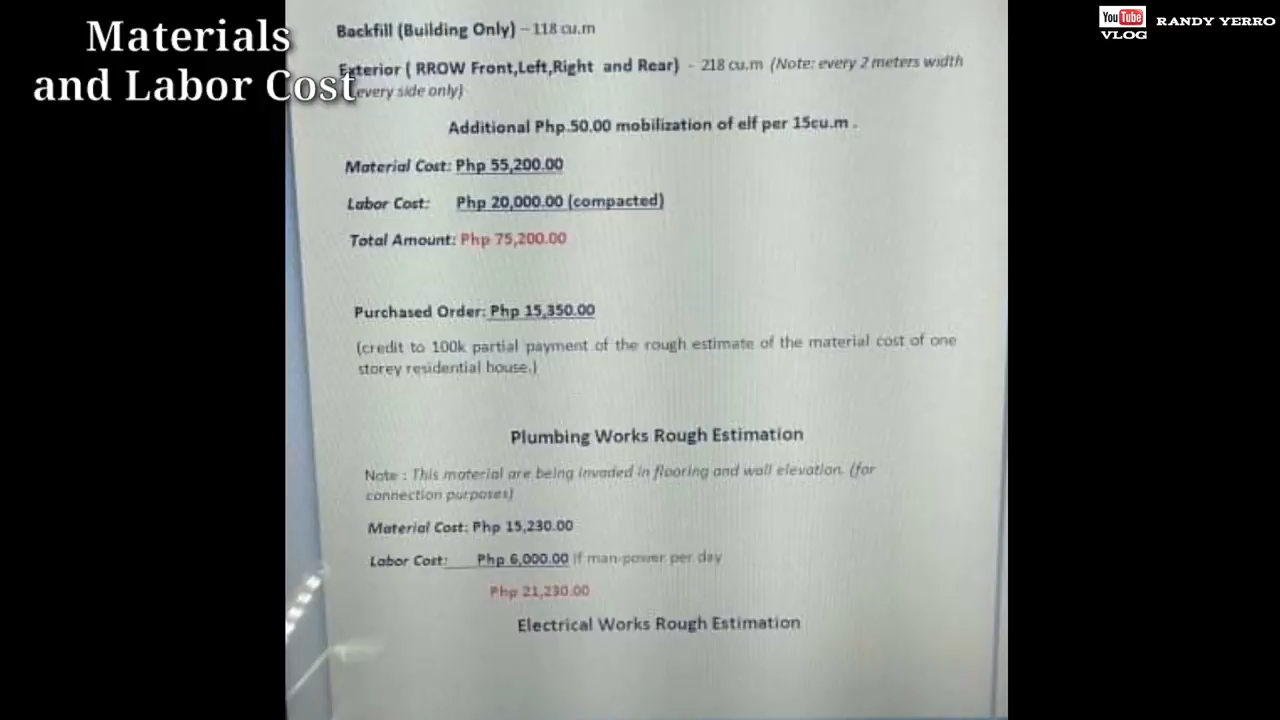 Materials
and Labor Cost
YouTube
VLOG
RANDY YERRO
Backfill (Building Only) – 118 cu.m
Exterior ( RROW Front,Left,Right and Rear) - 218 cu.m (Note: every 2 meters width
every side only)
Additional Php.50.00 mobilization of elf per 15cu.m .
Material Cost: Php 55,200.00
Labor Cost: Php 20,000.00 (compacted)
Total Amount: Php 75,200.00
Purchased Order: Php 15,350.00
(credit to 100k partial payment of the rough estimate of the material cost of one
storey residential house.)
Plumbing Works Rough Estimation
Note : This material are being invaded in flooring and wall elevation. (for
connection purposes)
Material Cost: Php 15,230.00
Labor Cost: Php 6,000.00 if man-power per day
Php 21,230.00
Electrical Works Rough Estimation